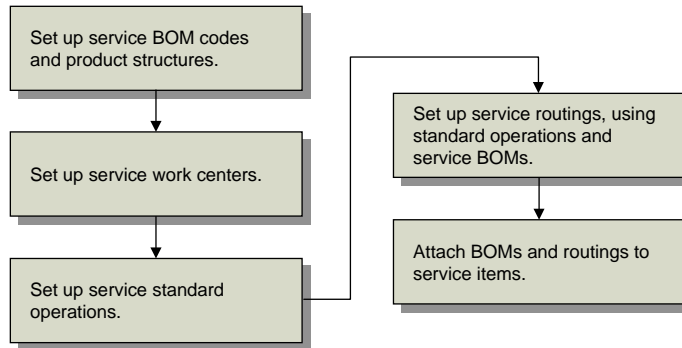 Set up service BOM codes
and product structures.
Set up service work centers.
Set up service standard
operations.
Set up service routings, using
standard operations and
service BOMs.
Attach BOMs and routings to
service items.